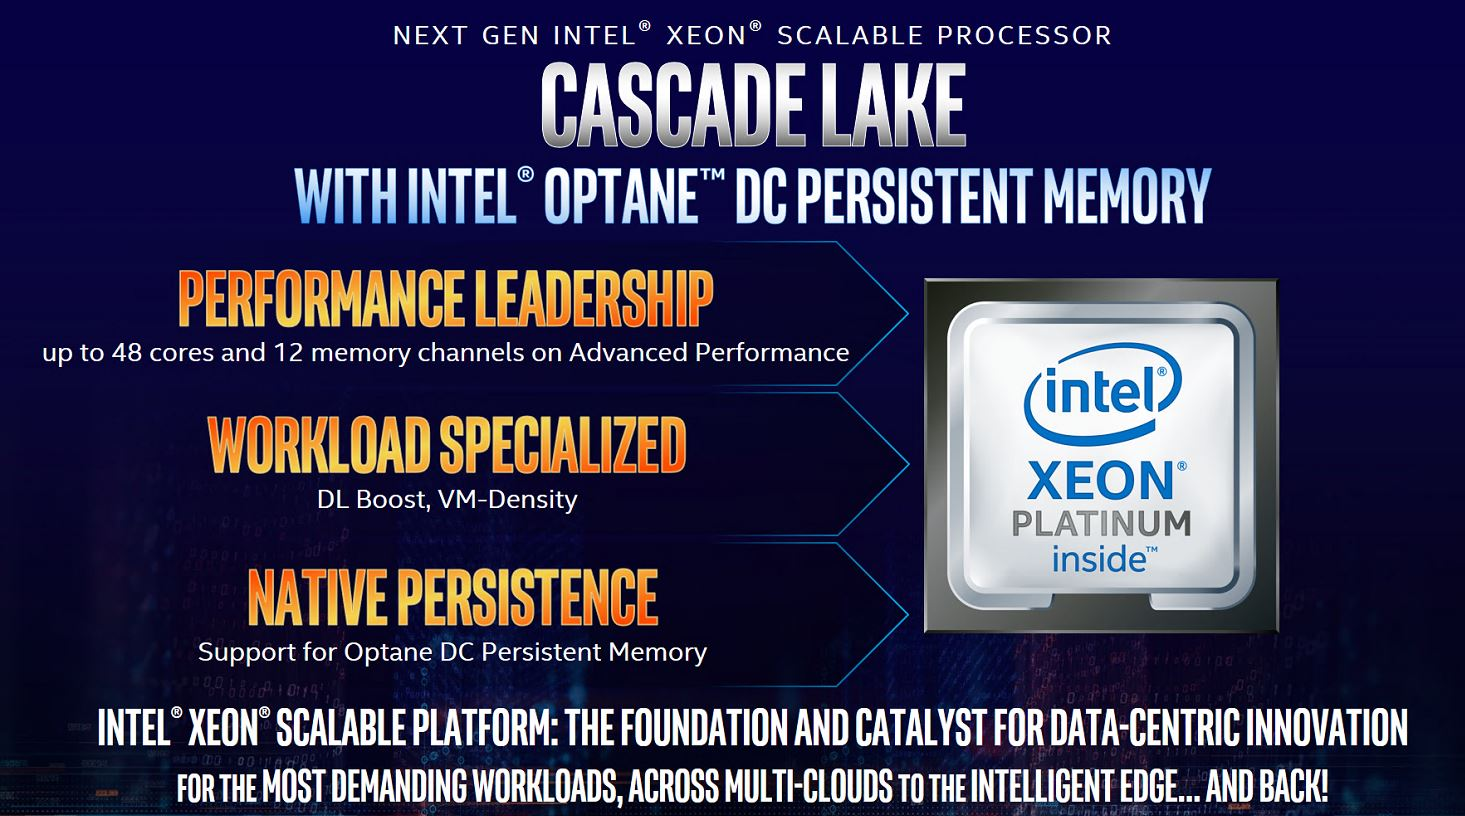 NEXT GEN INTEL® XEON® SCALABLE PROCESSOR
CASCADE LAKE
WITH INTEL® OPTANE™ DC PERSISTENT MEMORY
PERFORMANCE LEADERSHIP
up to 48 cores and 12 memory channels on Advanced Performance
WORKLOAD SPECIALIZED
DL Boost, VM-Density
NATIVE PERSISTENCE
Support for Optane DC Persistent Memory
intel®
XEON®
PLATINUM
inside™
INTEL® XEON® SCALABLE PLATFORM: THE FOUNDATION AND CATALYST FOR DATA-CENTRIC INNOVATION
FOR THE MOST DEMANDING WORKLOADS, ACROSS MULTI-CLOUDS TO THE INTELLIGENT EDGE... AND BACK!